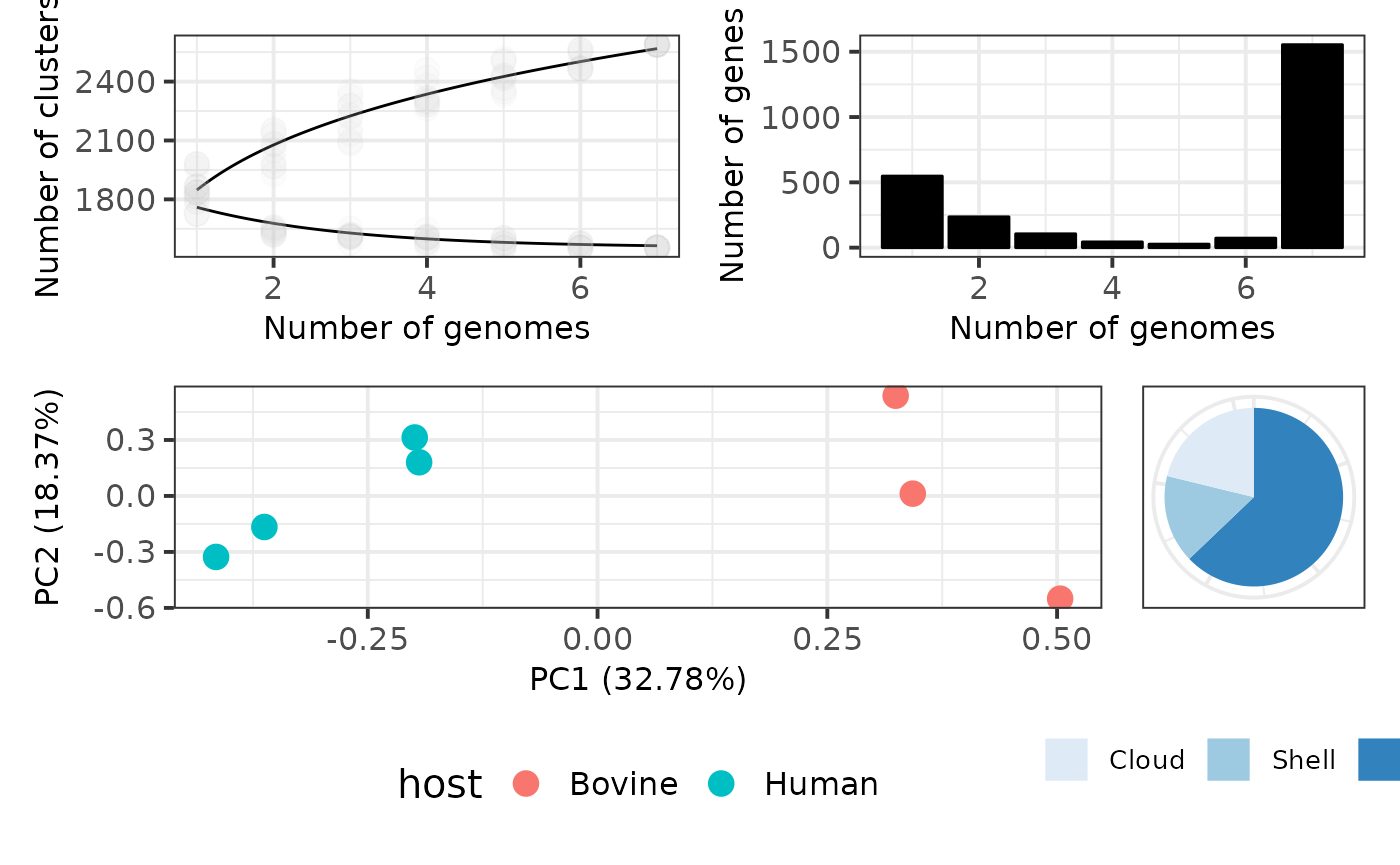 Number of clusters
2400
2100
1800
2 4 6
Number of genomes
Number of genes
1500
1000
500
0
2 4 6
Number of genomes
PC2 (18.37%)
0.3
0.0
-0.3
-0.6
-0.25 0.00 0.25 0.50
PC1 (32.78%)
host Bovine Human
Cloud Shell